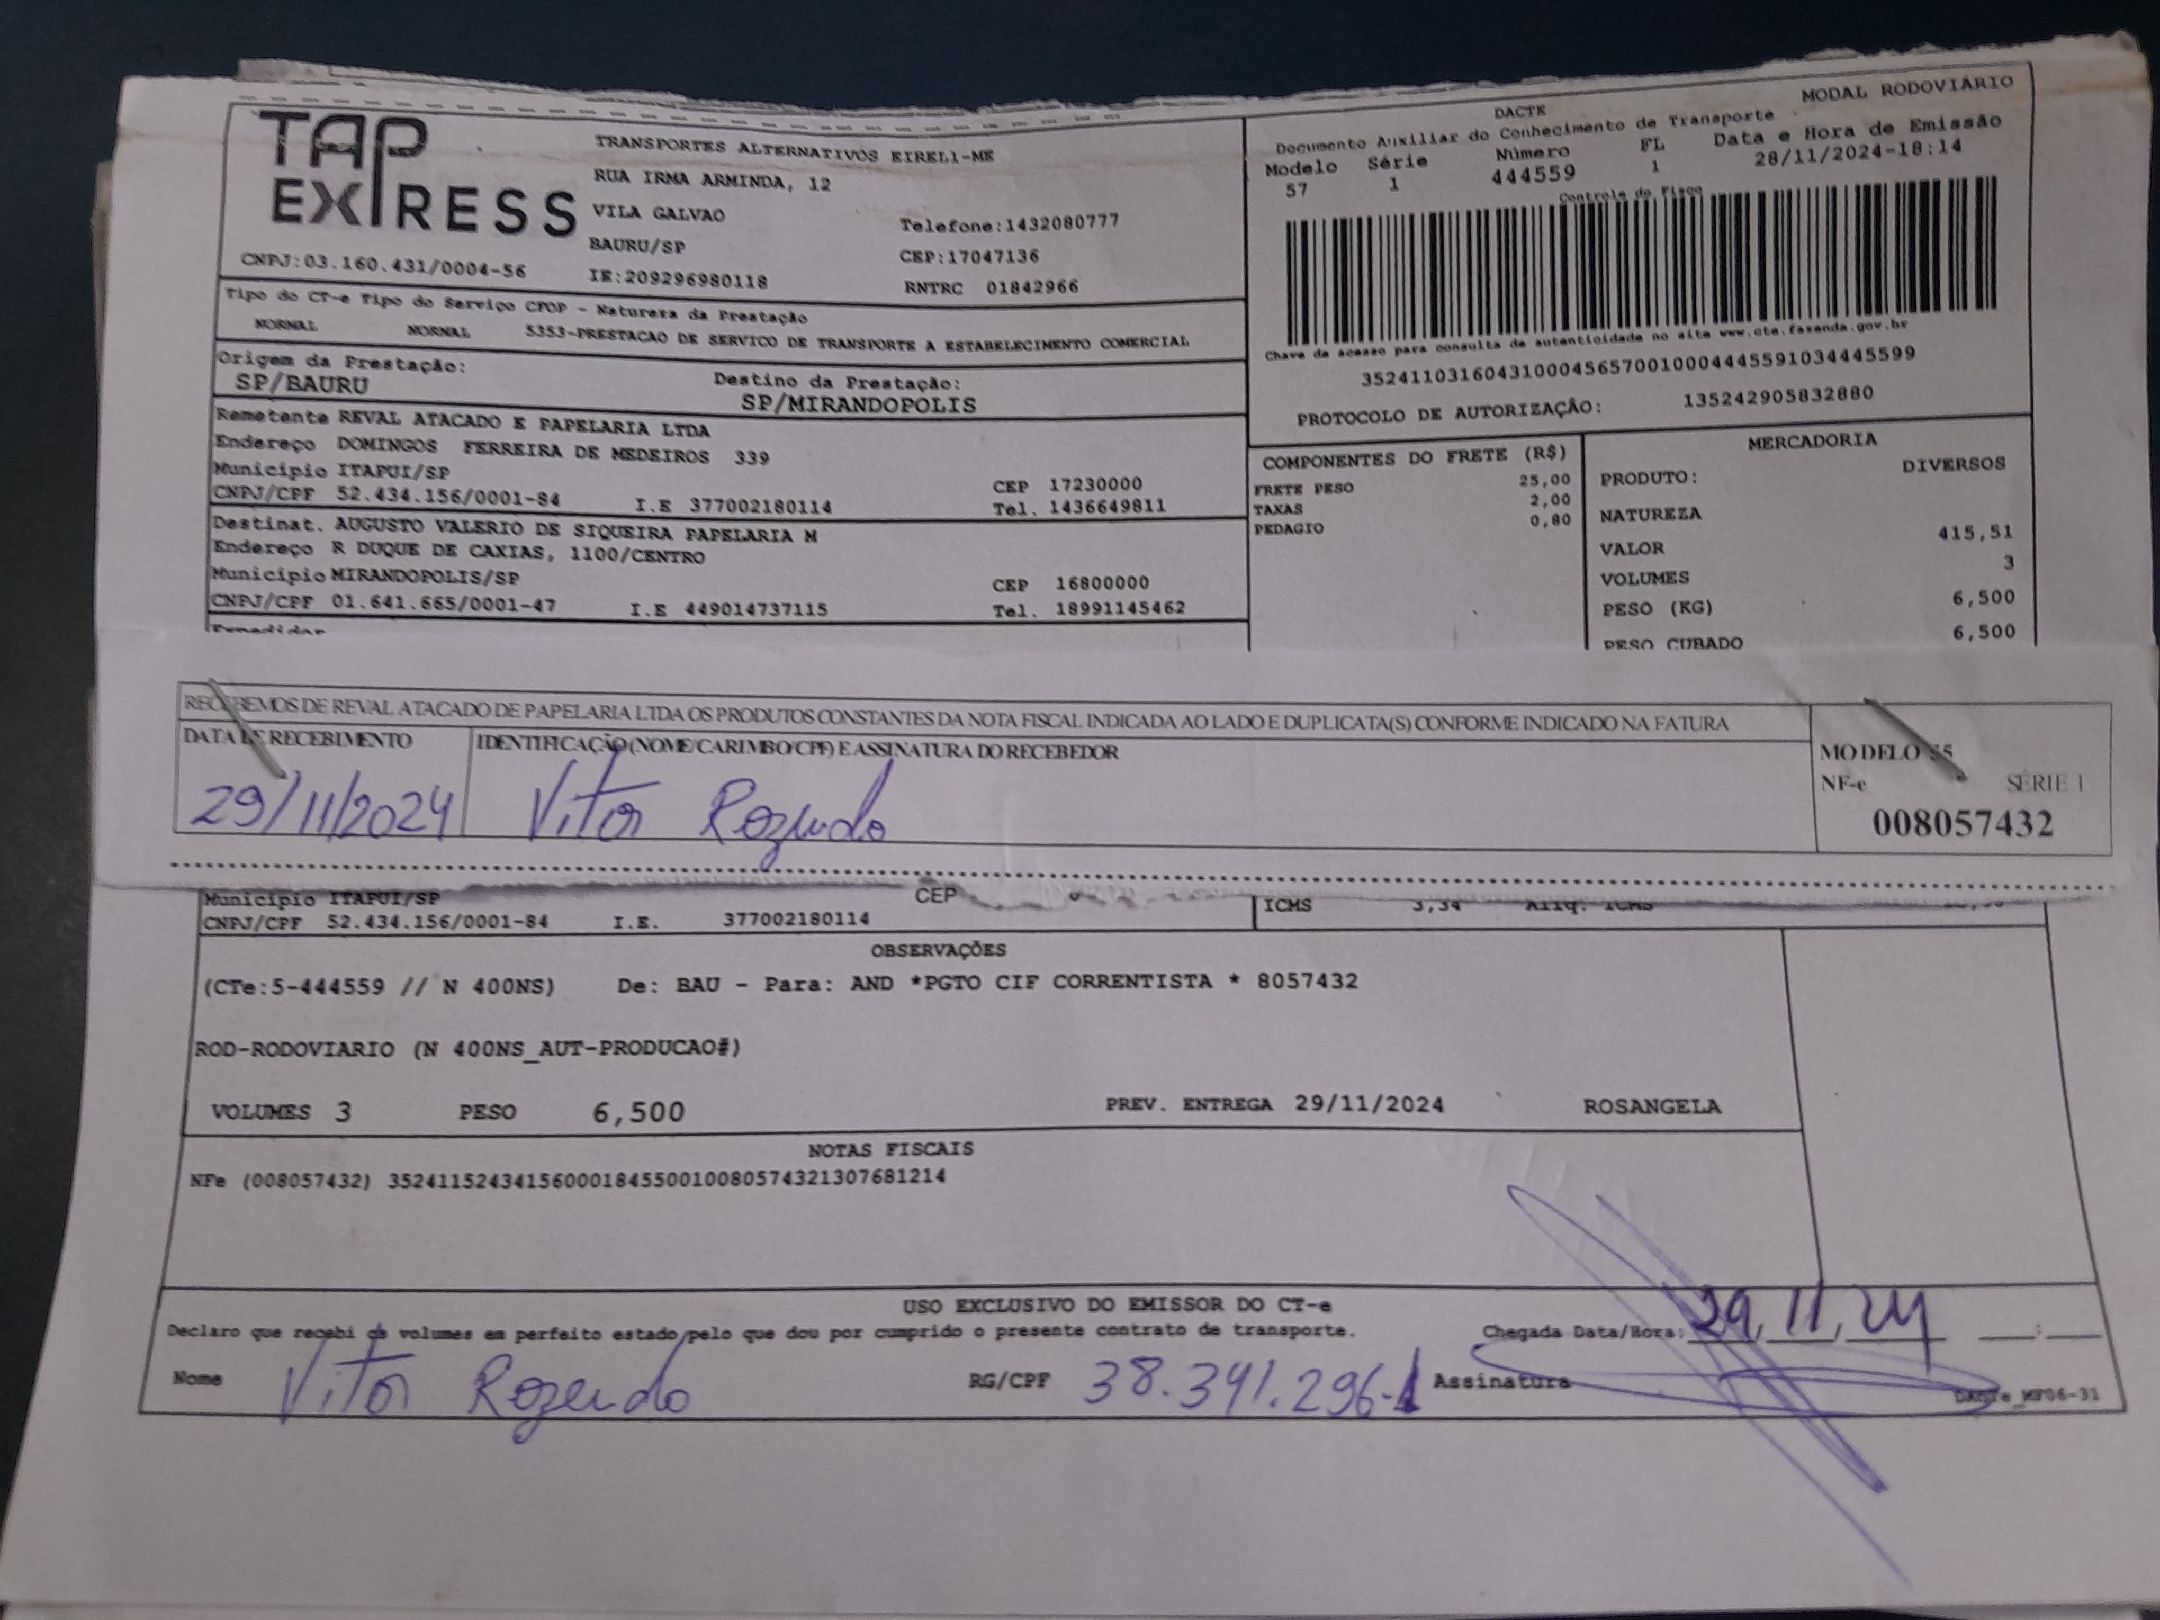 TAP EXPRESS
TRANSPORTES ALTERNATIVOS EIRELI-ME
RUA IRMA ARMINDA, 12
VILA GALVAO
BAURU/SP
Telefone:1432080777
CEP:17047136
CNPJ:03.160.431/0004-56
IE:209296980118
RNTRC 01842966
Tipo do CT-e Tipo do Serviço CFOP - Natureza da Prestação
NORMAL NORMAL 5353-PRESTACAO DE SERVICO DE TRANSPORTE A ESTABELECIMENTO COMERCIAL
Origem da Prestação:
SP/BAURU
Destino da Prestação:
SP/MIRANDOPOLIS
Remetente REVAL ATACADO E PAPELARIA LTDA
Endereço DOMINGOS FERREIRA DE MEDEIROS 339
Município ITAPUI/SP
CEP 17230000
CNPJ/CPF 52.434.156/0001-84 I.E 377002180114 Tel. 1436649811
Destinat. AUGUSTO VALERIO DE SIQUEIRA PAPELARIA M
Endereço R DUQUE DE CAXIAS, 1100/CENTRO
Município MIRANDOPOLIS/SP CEP 16800000
CNPJ/CPF 01.641.665/0001-47 I.E 449014737115 Tel. 18991145462
Expedidor
DACTE
MODAL RODOVIÁRIO
Documento Auxiliar do Conhecimento de Transporte
Modelo Série Número FL Data e Hora de Emissão
57 1 444559 1 28/11/2024-18:14
Controle do Fisco
Chave de acesso para consulta de autenticidade no site www.cte.fazenda.gov.br
35241103160431000456570010004445591034445599
PROTOCOLO DE AUTORIZAÇÃO: 135242905832880
COMPONENTES DO FRETE (R$)
FRETE PESO 25,00
TAXAS 2,00
PEDAGIO 0,80
MERCADORIA
PRODUTO: DIVERSOS
NATUREZA
VALOR 415,51
VOLUMES 3
PESO (KG) 6,500
PESO CUBADO 6,500
RECEBEMOS DE REVAL ATACADO DE PAPELARIA LTDA OS PRODUTOS CONSTANTES DA NOTA FISCAL INDICADA AO LADO E DUPLICATA(S) CONFORME INDICADO NA FATURA
DATA DE RECEBIMENTO
IDENTIFICAÇÃO (NOME/CARIMBO/CPF) E ASSINATURA DO RECEBEDOR
29/11/2024
Vitor Rozendo
MODELO 55
NF-e SÉRIE 1
008057432
Município ITAPUI/SP CEP
CNPJ/CPF 52.434.156/0001-84 I.E. 377002180114
ICMS 3,34 Aliq. ICMS
OBSERVAÇÕES
(CTe:5-444559 // N 400NS) De: BAU - Para: AND *PGTO CIF CORRENTISTA * 8057432
ROD-RODOVIARIO (N 400NS_AUT-PRODUCAO#)
VOLUMES 3 PESO 6,500 PREV. ENTREGA 29/11/2024 ROSANGELA
NOTAS FISCAIS
NFe (008057432) 35241152434156000184550010080574321307681214
USO EXCLUSIVO DO EMISSOR DO CT-e
Declaro que recebi os volumes em perfeito estado pelo que dou por cumprido o presente contrato de transporte.
Chegada Data/Hora: 29,11,24
Nome Vitor Rozendo
RG/CPF 38.341.296-1
Assinatura